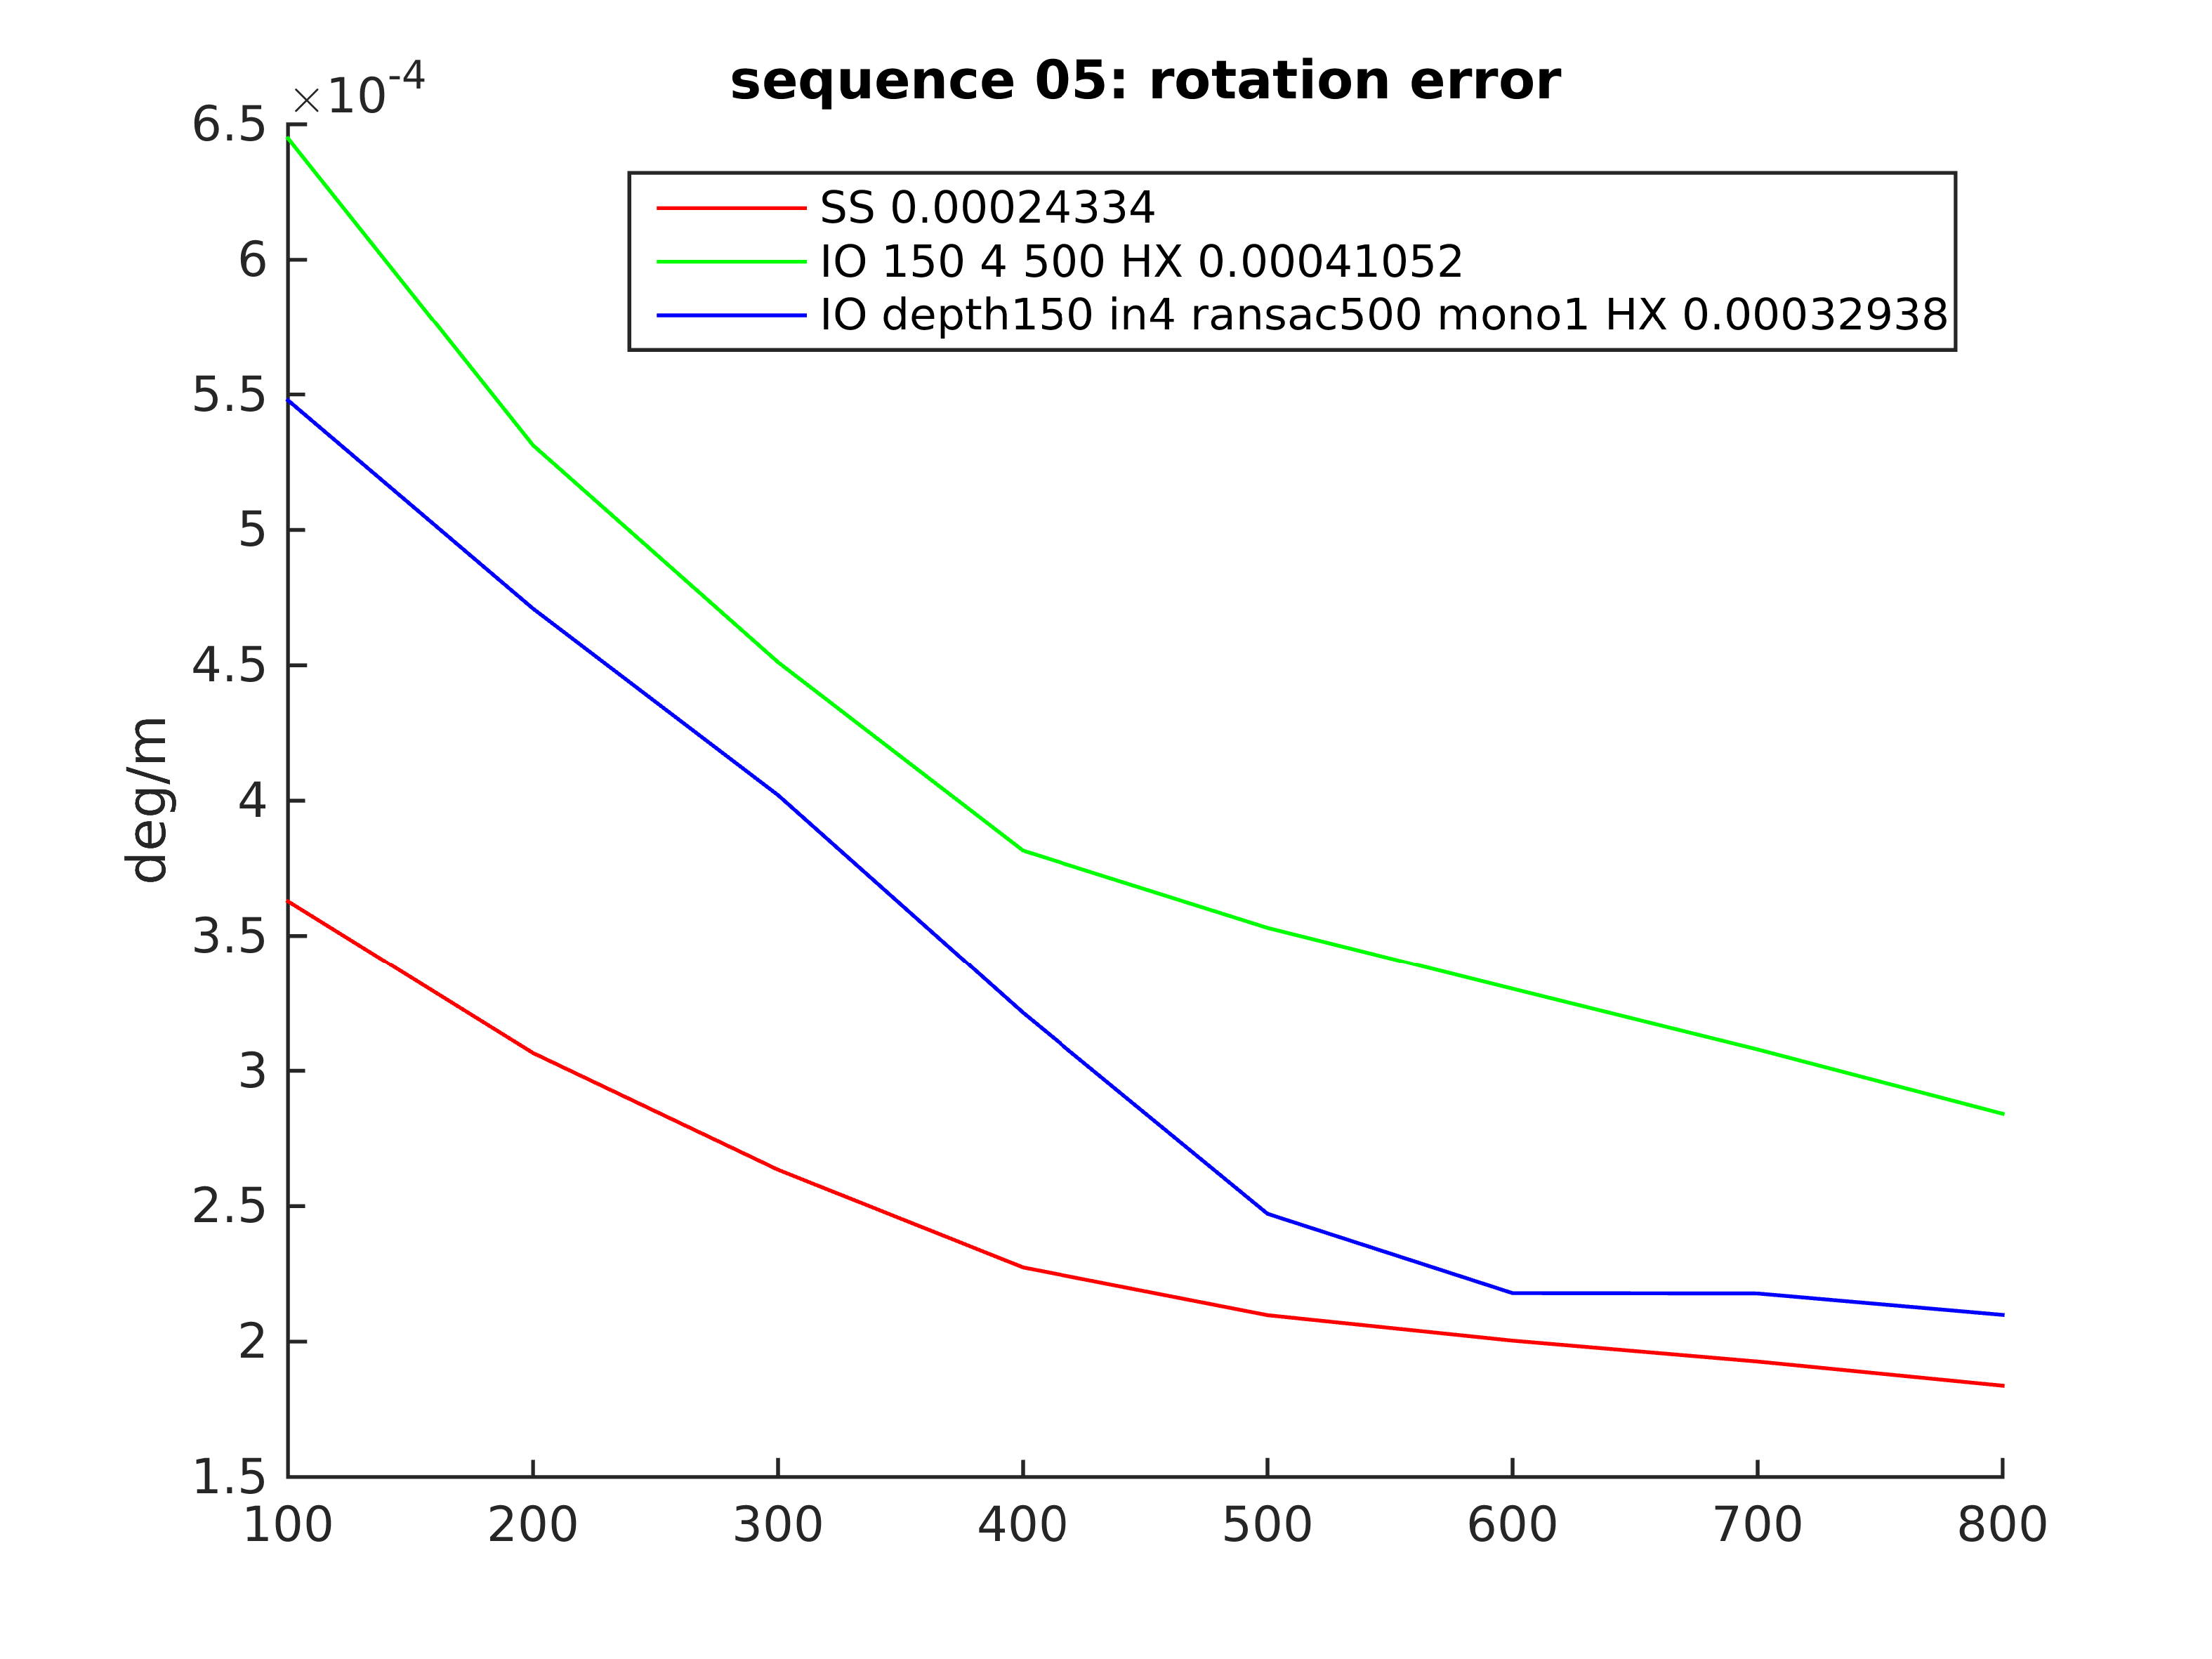 sequence 05: rotation error
×10-4
SS 0.00024334
IO 150 4 500 HX 0.00041052
IO depth150 in4 ransac500 mono1 HX 0.00032938
deg/m
6.5
6
5.5
5
4.5
4
3.5
3
2.5
2
1.5
100 200 300 400 500 600 700 800